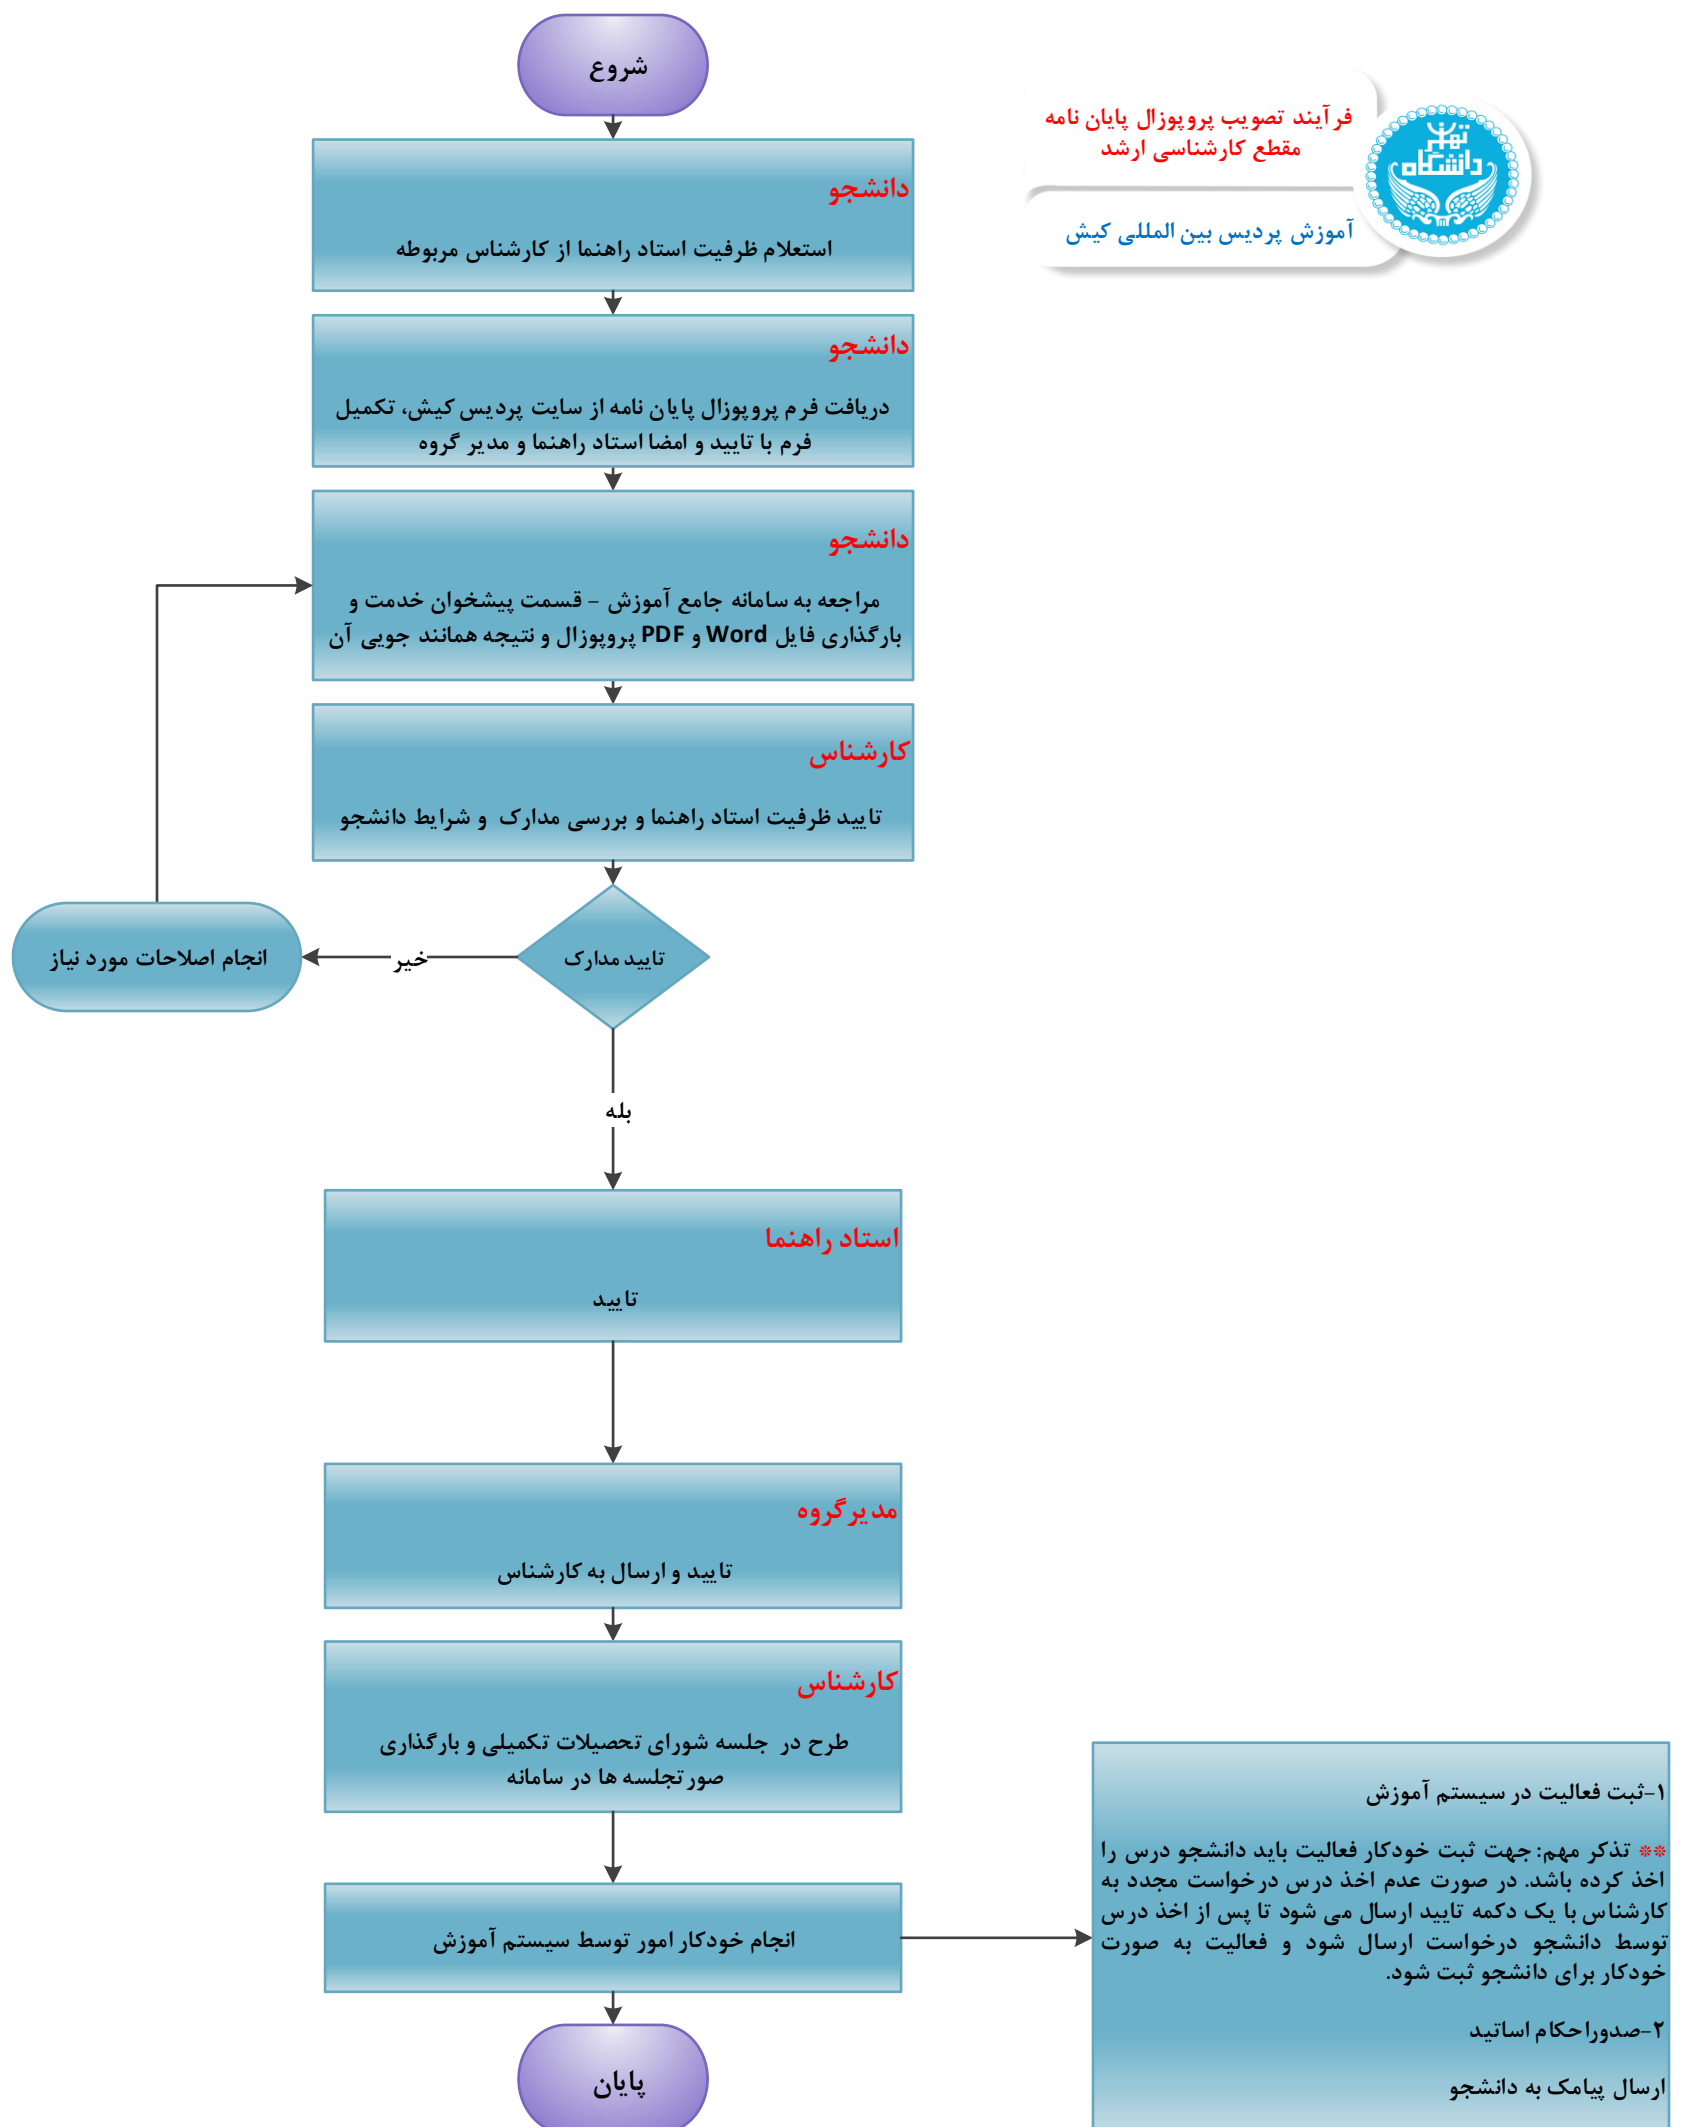 شروع
فرآیند تصویب پروپوزال پایان نامه
مقطع کارشناسی ارشد
آموزش پردیس بین المللی کیش
دانشگاه
تهران
دانشجو
استعلام ظرفیت استاد راهنما از کارشناس مربوطه
دانشجو
دریافت فرم پروپوزال پایان نامه از سایت پردیس کیش، تکمیل
فرم با تایید و امضا استاد راهنما و مدیر گروه
دانشجو
مراجعه به سامانه جامع آموزش – قسمت پیشخوان خدمت و
بارگذاری فایل Word و PDF پروپوزال و نتیجه همانند جویی آن
کارشناس
تایید ظرفیت استاد راهنما و بررسی مدارک و شرایط دانشجو
تایید مدارک
خیر
انجام اصلاحات مورد نیاز
بله
استاد راهنما
تایید
مدیرگروه
تایید و ارسال به کارشناس
کارشناس
طرح در جلسه شورای تحصیلات تکمیلی و بارگذاری
صورتجلسه ها در سامانه
انجام خودکار امور توسط سیستم آموزش
۱-ثبت فعالیت در سیستم آموزش
** تذکر مهم: جهت ثبت خودکار فعالیت باید دانشجو درس را
اخذ کرده باشد. در صورت عدم اخذ درس درخواست مجدد به
کارشناس با یک دکمه تایید ارسال می شود تا پس از اخذ درس
توسط دانشجو درخواست ارسال شود و فعالیت به صورت
خودکار برای دانشجو ثبت شود.
۲-صدوراحکام اساتید
ارسال پیامک به دانشجو
پایان